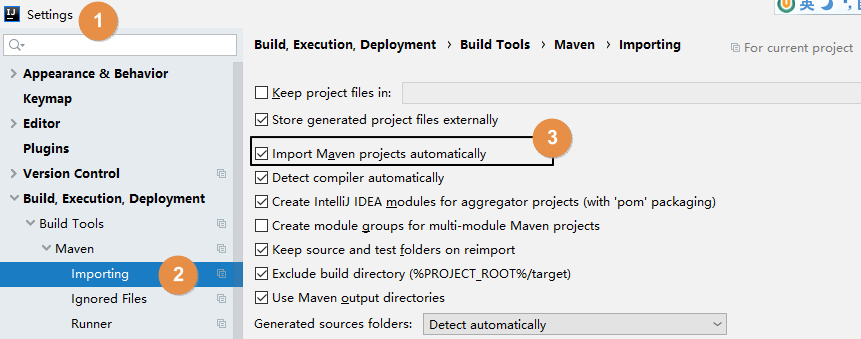 IJ
Settings
1
英
Build, Execution, Deployment › Build Tools › Maven › Importing
For current project
Appearance & Behavior
Keymap
Editor
Plugins
Version Control
Build, Execution, Deployment
Build Tools
Maven
Importing
2
Ignored Files
Runner
Keep project files in:
Store generated project files externally
3
Import Maven projects automatically
Detect compiler automatically
Create IntelliJ IDEA modules for aggregator projects (with 'pom' packaging)
Create module groups for multi-module Maven projects
Keep source and test folders on reimport
Exclude build directory (%PROJECT_ROOT%/target)
Use Maven output directories
Generated sources folders: Detect automatically